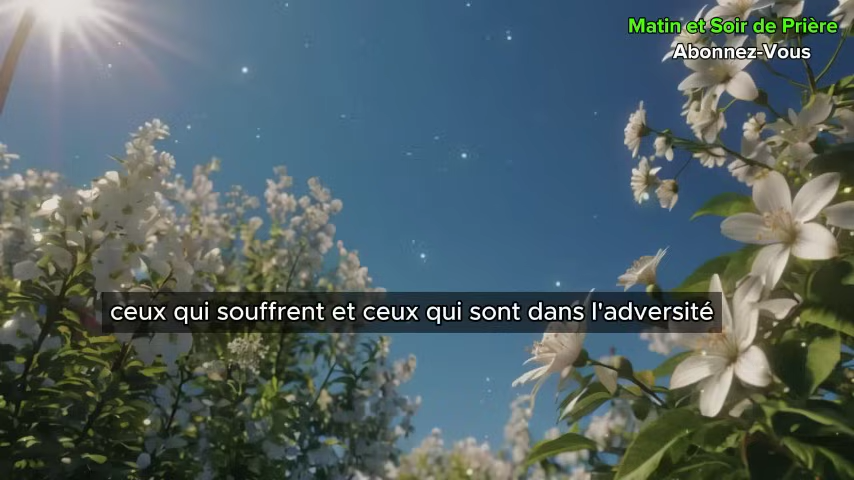 Matin et Soir de Prière
Abonnez-Vous
ceux qui souffrent et ceux qui sont dans l'adversité